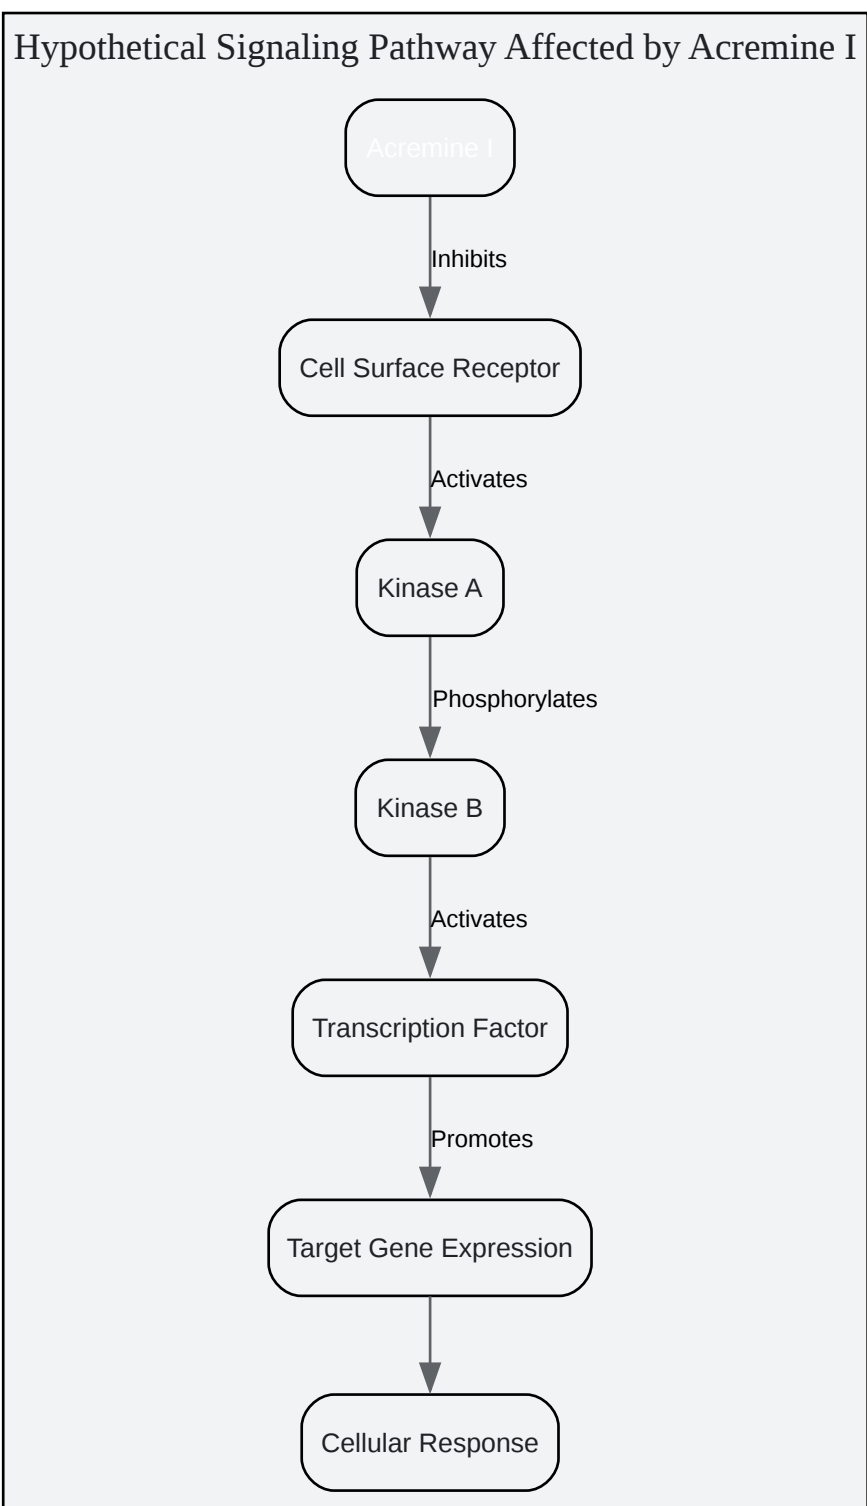 Hypothetical Signaling Pathway Affected by Acremine I
Acremine I
Inhibits
Cell Surface Receptor
Activates
Kinase A
Phosphorylates
Kinase B
Activates
Transcription Factor
Promotes
Target Gene Expression
Cellular Response